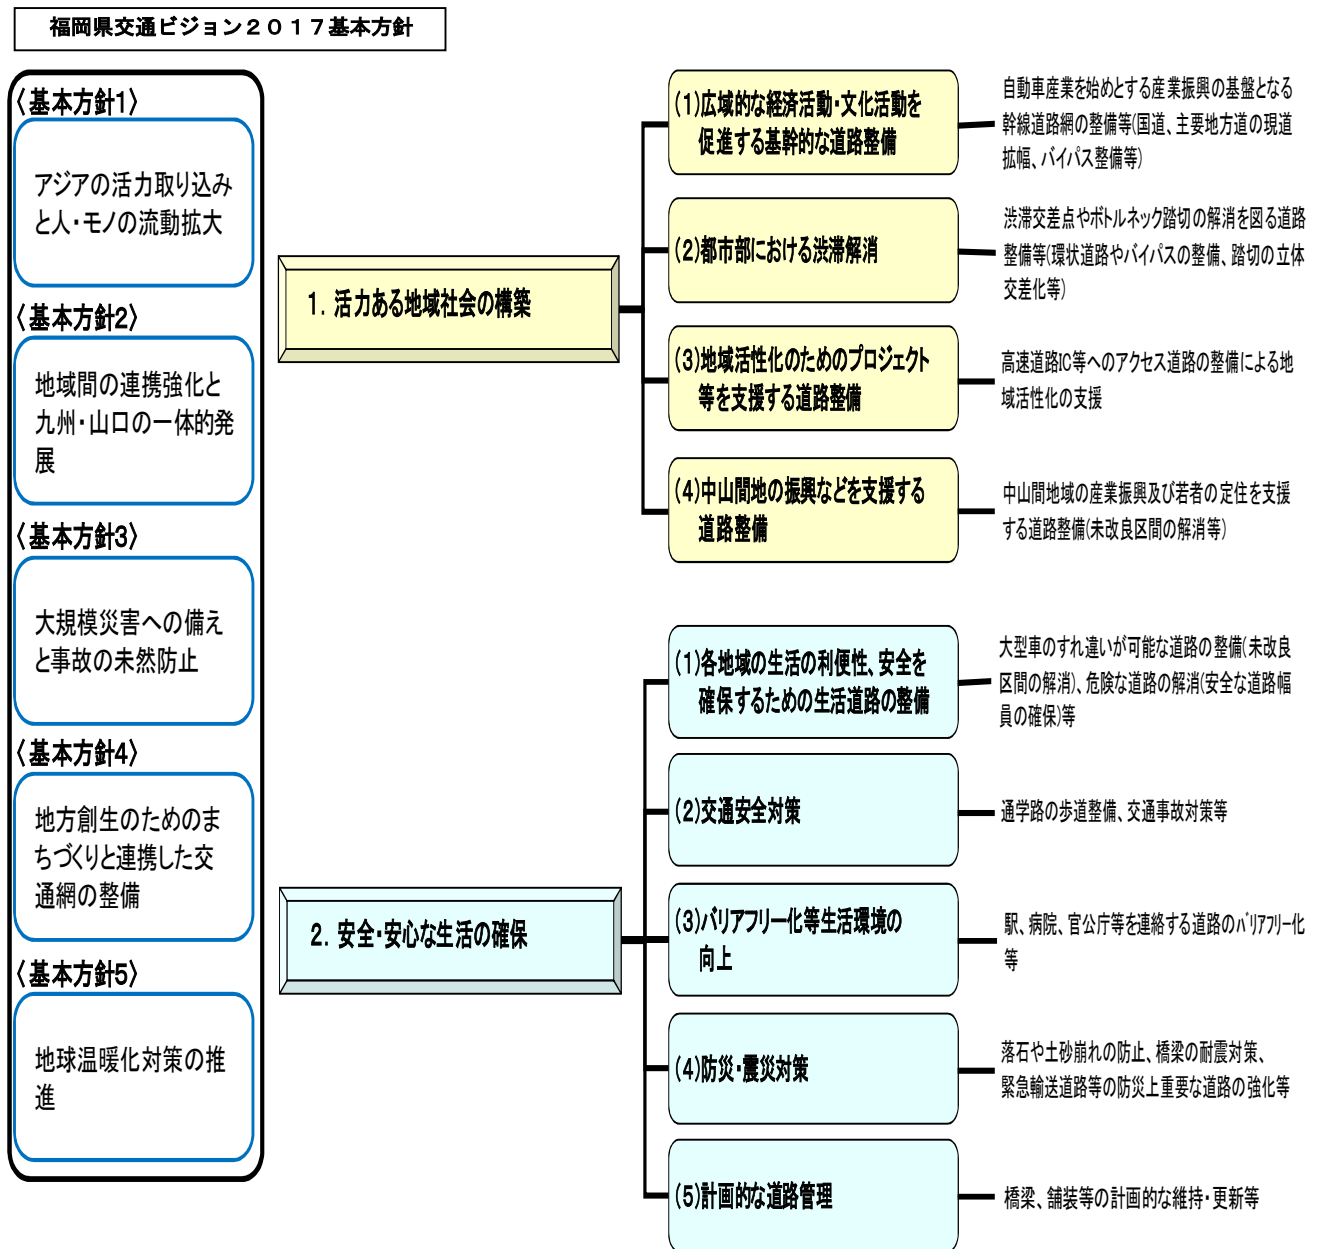 福岡県交通ビジョン２０１７基本方針
〈基本方針1〉
アジアの活力取り込み
と人・モノの流動拡大
〈基本方針2〉
地域間の連携強化と
九州・山口の一体的発
展
〈基本方針3〉
大規模災害への備え
と事故の未然防止
〈基本方針4〉
地方創生のためのま
ちづくりと連携した交
通網の整備
〈基本方針5〉
地球温暖化対策の推
進
1．活力ある地域社会の構築
(1)広域的な経済活動・文化活動を
促進する基幹的な道路整備
自動車産業を始めとする産業振興の基盤となる
幹線道路網の整備等(国道、主要地方道の現道
拡幅、バイパス整備等)
(2)都市部における渋滞解消
渋滞交差点やボトルネック踏切の解消を図る道路
整備等(環状道路やバイパスの整備、踏切の立体
交差化等)
(3)地域活性化のためのプロジェクト
等を支援する道路整備
高速道路IC等へのアクセス道路の整備による地
域活性化の支援
(4)中山間地の振興などを支援する
道路整備
中山間地域の産業振興及び若者の定住を支援
する道路整備(未改良区間の解消等)
2．安全・安心な生活の確保
(1)各地域の生活の利便性、安全を
確保するための生活道路の整備
大型車のすれ違いが可能な道路の整備(未改良
区間の解消)、危険な道路の解消(安全な道路幅
員の確保)等
(2)交通安全対策
通学路の歩道整備、交通事故対策等
(3)バリアフリー化等生活環境の
向上
駅、病院、官公庁等を連絡する道路のバリアフリー化
等
(4)防災・震災対策
落石や土砂崩れの防止、橋梁の耐震対策、
緊急輸送道路等の防災上重要な道路の強化等
(5)計画的な道路管理
橋梁、舗装等の計画的な維持・更新等